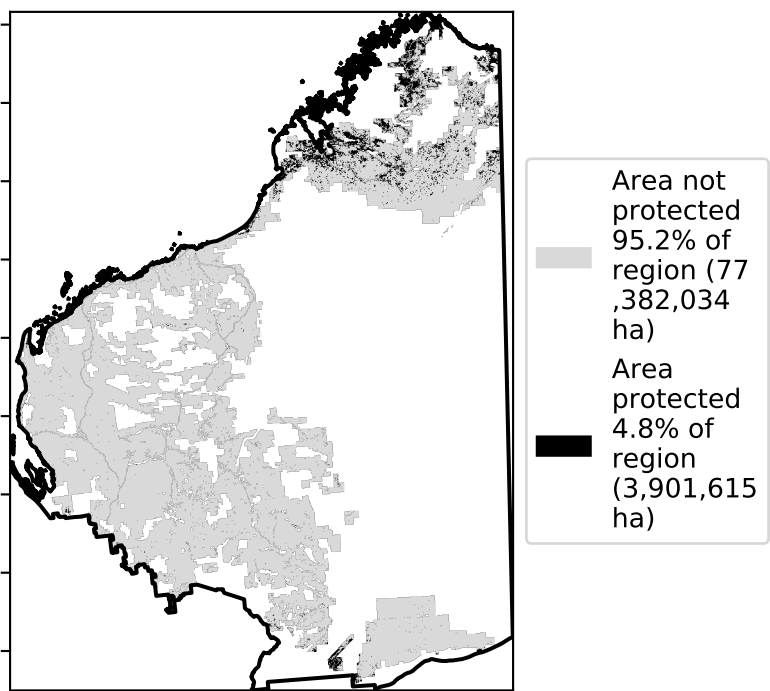 Area not
protected
95.2% of
region (77
,382,034
ha)
Area
protected
4.8% of
region
(3,901,615
ha)